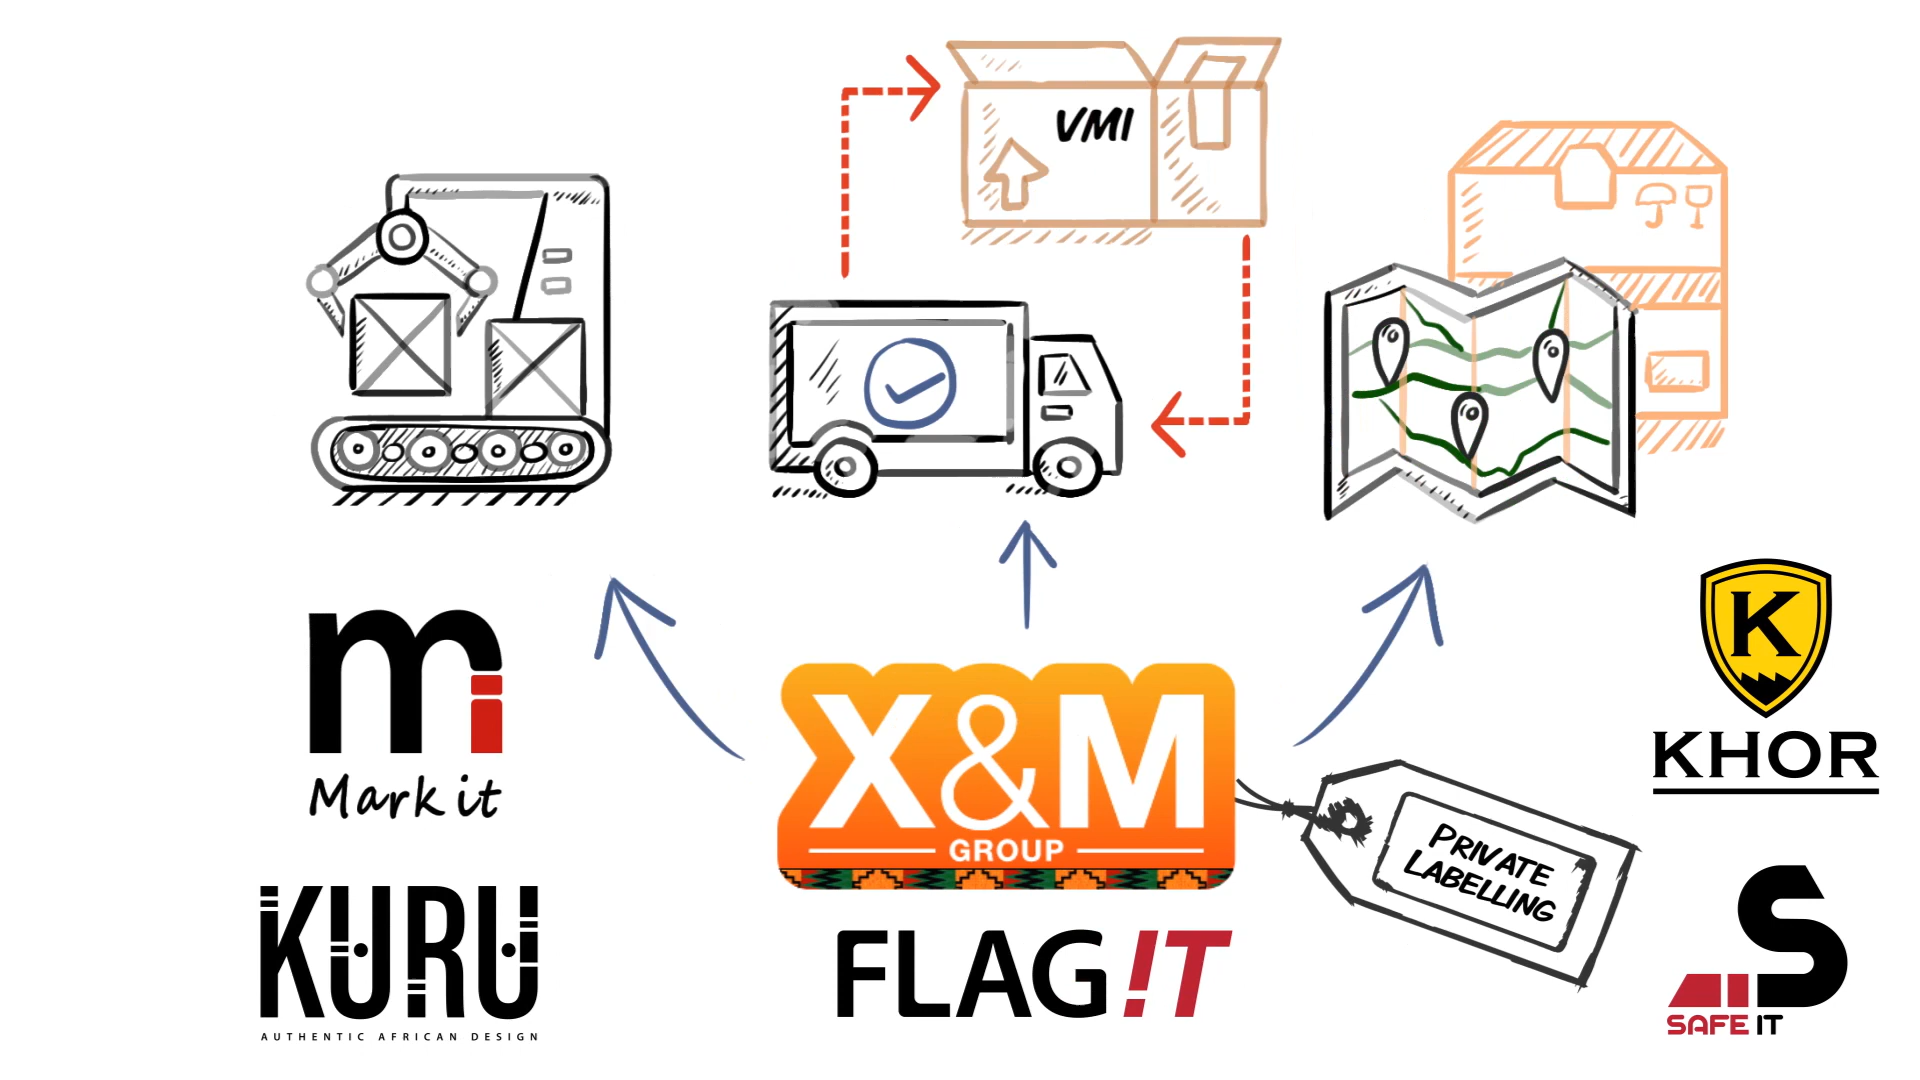 VMI
m
Mark it
X&M
GROUP
K
KHOR
PRIVATE
LABELLING
KURU
AUTHENTIC AFRICAN DESIGN
FLAG!T
S
SAFE IT